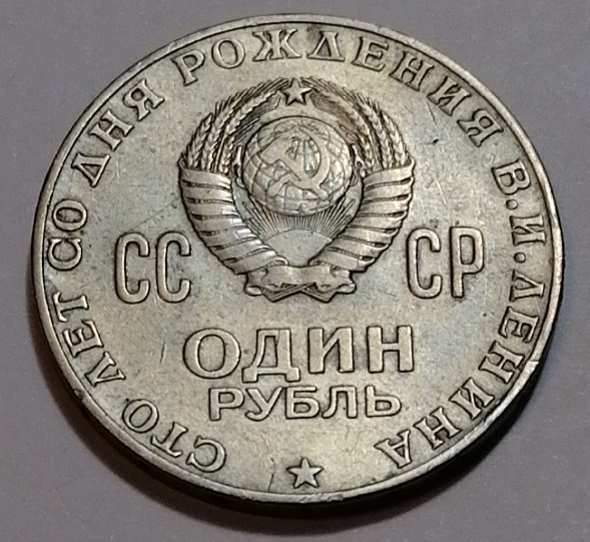 СТО ЛЕТ СО ДНЯ РОЖДЕНИЯ В.И.ЛЕНИНА
СС СР
ОДИН
РУБЛЬ